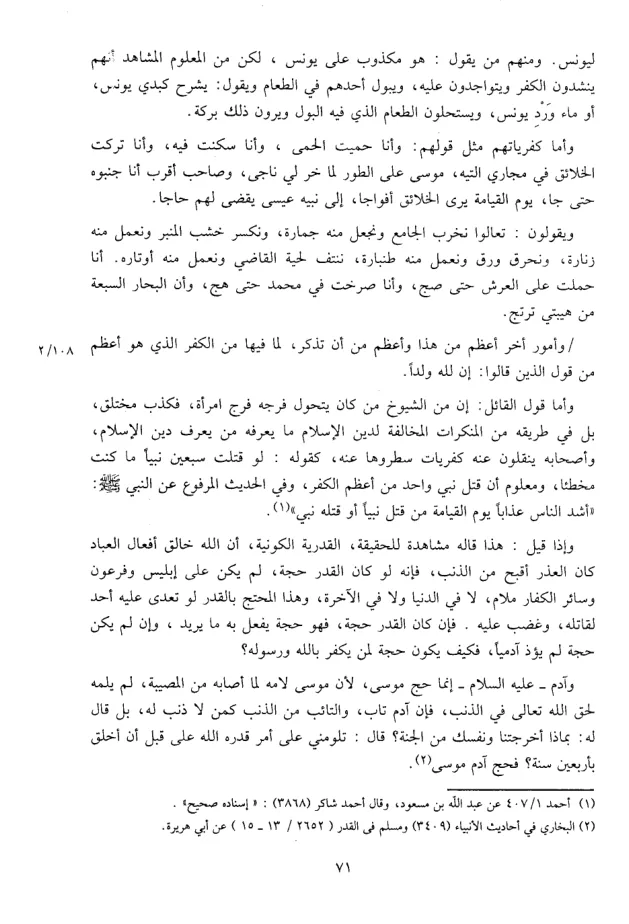 ليونس. ومنهم من يقول : هو مكذوب على يونس ، لكن من المعلوم المشاهد أنهم
ينشدون الكفر ويتواجدون عليه، ويبول أحدهم في الطعام ويقول: يشرح كبدي يونس،
أو ماء وَرْدِ يونس، ويستحلون الطعام الذي فيه البول ويرون ذلك بركة.
وأما كفرياتهم مثل قولهم: وأنا حميت الحمى ، وأنا سكنت فيه، وأنا تركت
الخلائق في مجاري التيه، موسى على الطور لما خر لي ناجى، وصاحب أقرب أنا جنبوه
حتى جا، يوم القيامة يرى الخلائق أفواجا، إلى نبيه عيسى يقضى لهم حاجا.
ويقولون : تعالوا نخرب الجامع ونجعل منه جمارة، ونكسر خشب المنبر ونعمل منه
زنارة، ونحرق ورق ونعمل منه طنبارة، ننتف لحية القاضي ونعمل منه أوتاره. أنا
حملت على العرش حتى صج، وأنا صرخت في محمد حتى هج، وأن البحار السبعة
من هيبتي ترتج.
/ وأمور أخر أعظم من هذا وأعظم من أن تذكر، لما فيها من الكفر الذي هو أعظم ٢/١٠٨
من قول الذين قالوا: إن لله ولداً.
وأما قول القائل: إن من الشيوخ من كان يتحول فرجه فرج امرأة، فكذب مختلق،
بل في طريقه من المنكرات المخالفة لدين الإسلام ما يعرفه من يعرف دين الإسلام،
وأصحابه ينقلون عنه كفريات سطروها عنه، كقوله : لو قتلت سبعين نبياً ما كنت
مخطئا، ومعلوم أن قتل نبي واحد من أعظم الكفر، وفي الحديث المرفوع عن النبي ﷺ:
«أشد الناس عذاباً يوم القيامة من قتل نبياً أو قتله نبي»(١).
وإذا قيل : هذا قاله مشاهدة للحقيقة، القدرية الكونية، أن الله خالق أفعال العباد
كان العذر أقبح من الذنب، فإنه لو كان القدر حجة، لم يكن على إبليس وفرعون
وسائر الكفار ملام، لا في الدنيا ولا في الآخرة، وهذا المحتج بالقدر لو تعدى عليه أحد
لقاتله، وغضب عليه . فإن كان القدر حجة، فهو حجة يفعل به ما يريد ، وإن لم يكن
حجة لم يؤذ آدمياً، فكيف يكون حجة لمن يكفر بالله ورسوله؟
وآدم ـ عليه السلام ـ إنما حج موسى، لأن موسى لامه لما أصابه من المصيبة، لم يلمه
لحق الله تعالى في الذنب، فإن آدم تاب، والتائب من الذنب كمن لا ذنب له، بل قال
له: بماذا أخرجتنا ونفسك من الجنة؟ قال : تلومني على أمر قدره الله على قبل أن أخلق
بأربعين سنة؟ فحج آدم موسى(٢).
(١) أحمد ٤٠٧/١ عن عبد الله بن مسعود، وقال أحمد شاكر (٣٨٦٨) : « إسناده صحيح» .
(٢) البخاري في أحاديث الأنبياء (٣٤٠٩) ومسلم فى القدر ( ٢٦٥٢ / ١٣ ـ ١٥ ) عن أبي هريرة.
٧١